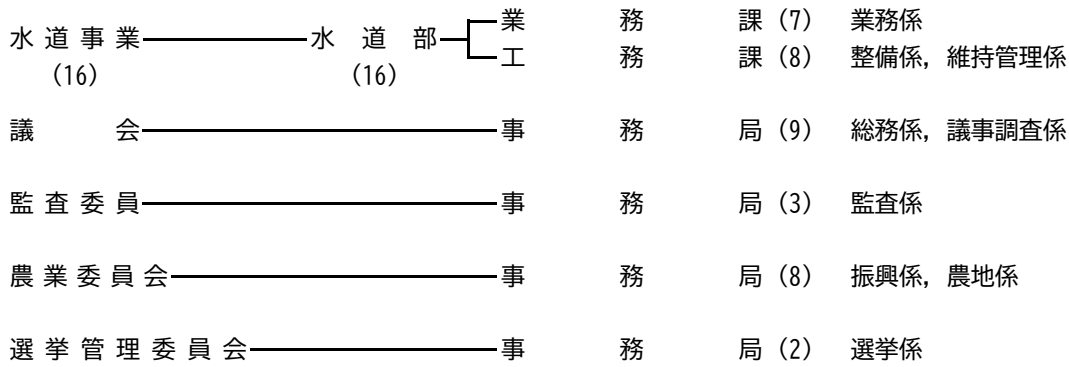 業務課(7) 業務係
水道事業 水道部
工務課(8) 整備係，維持管理係
(16) (16)
議会 事務局(9) 総務係，議事調査係
監査委員 事務局(3) 監査係
農業委員会 事務局(8) 振興係，農地係
選挙管理委員会 事務局(2) 選挙係